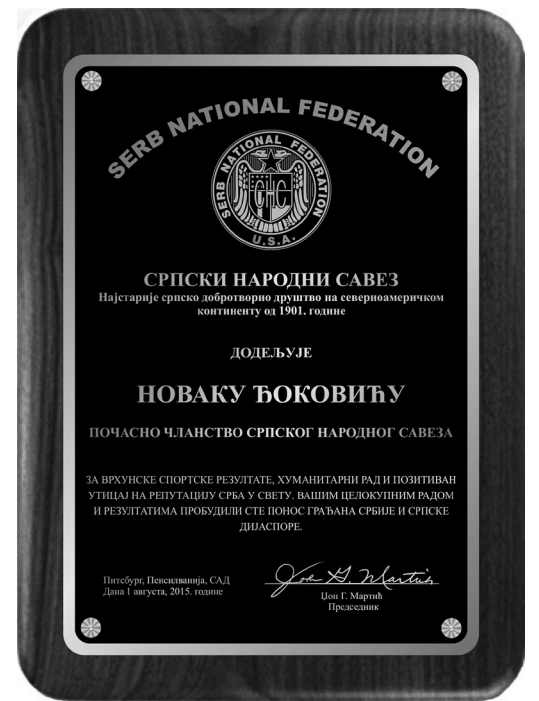 SERB NATIONAL FEDERATION
SERB NATIONAL FEDERATION
U.S.A.
СРПСКИ НАРОДНИ САВЕЗ
Најстарије српско добротворно друштво на северноамеричком
континенту од 1901. године
ДОДЕЉУЈЕ
НОВАКУ ЂОКОВИЋУ
ПОЧАСНО ЧЛАНСТВО СРПСКОГ НАРОДНОГ САВЕЗА
ЗА ВРХУНСКЕ СПОРТСКЕ РЕЗУЛТАТЕ, ХУМАНИТАРНИ РАД И ПОЗИТИВАН
УТИЦАЈ НА РЕПУТАЦИЈУ СРБА У СВЕТУ. ВАШИМ ЦЕЛОКУПНИМ РАДОМ
И РЕЗУЛТАТИМА ПРОБУДИЛИ СТЕ ПОНОС ГРАЂАНА СРБИЈЕ И СРПСКЕ
ДИЈАСПОРЕ.
Питсбург, Пенсилванија, САД
Дана 1 августа, 2015. године
John G. Martich
Џон Г. Мартић
Председник